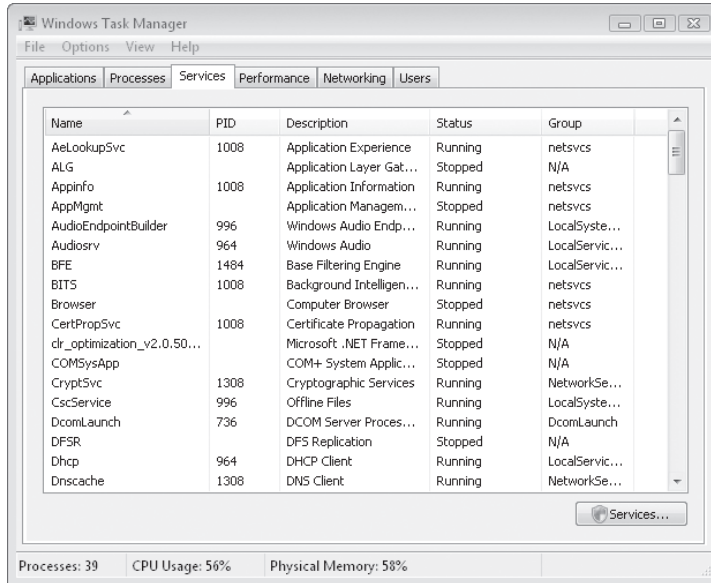 Windows Task Manager
File Options View Help
Applications Processes Services Performance Networking Users
Name PID Description Status Group
AeLookupSvc 1008 Application Experience Running netsvcs
ALG Application Layer Gat... Stopped N/A
Appinfo 1008 Application Information Running netsvcs
AppMgmt Application Managem... Stopped netsvcs
AudioEndpointBuilder 996 Windows Audio Endp... Running LocalSyste...
Audiosrv 964 Windows Audio Running LocalServic...
BFE 1484 Base Filtering Engine Running LocalServic...
BITS 1008 Background Intelligen... Running netsvcs
Browser Computer Browser Stopped netsvcs
CertPropSvc 1008 Certificate Propagation Running netsvcs
clr_optimization_v2.0.50... Microsoft .NET Frame... Stopped N/A
COMSysApp COM+ System Applic... Stopped N/A
CryptSvc 1308 Cryptographic Services Running NetworkSe...
CscService 996 Offline Files Running LocalSyste...
DcomLaunch 736 DCOM Server Proces... Running DcomLaunch
DFSR DFS Replication Stopped N/A
Dhcp 964 DHCP Client Running LocalServic...
Dnscache 1308 DNS Client Running NetworkSe...
Services...
Processes: 39 CPU Usage: 56% Physical Memory: 58%